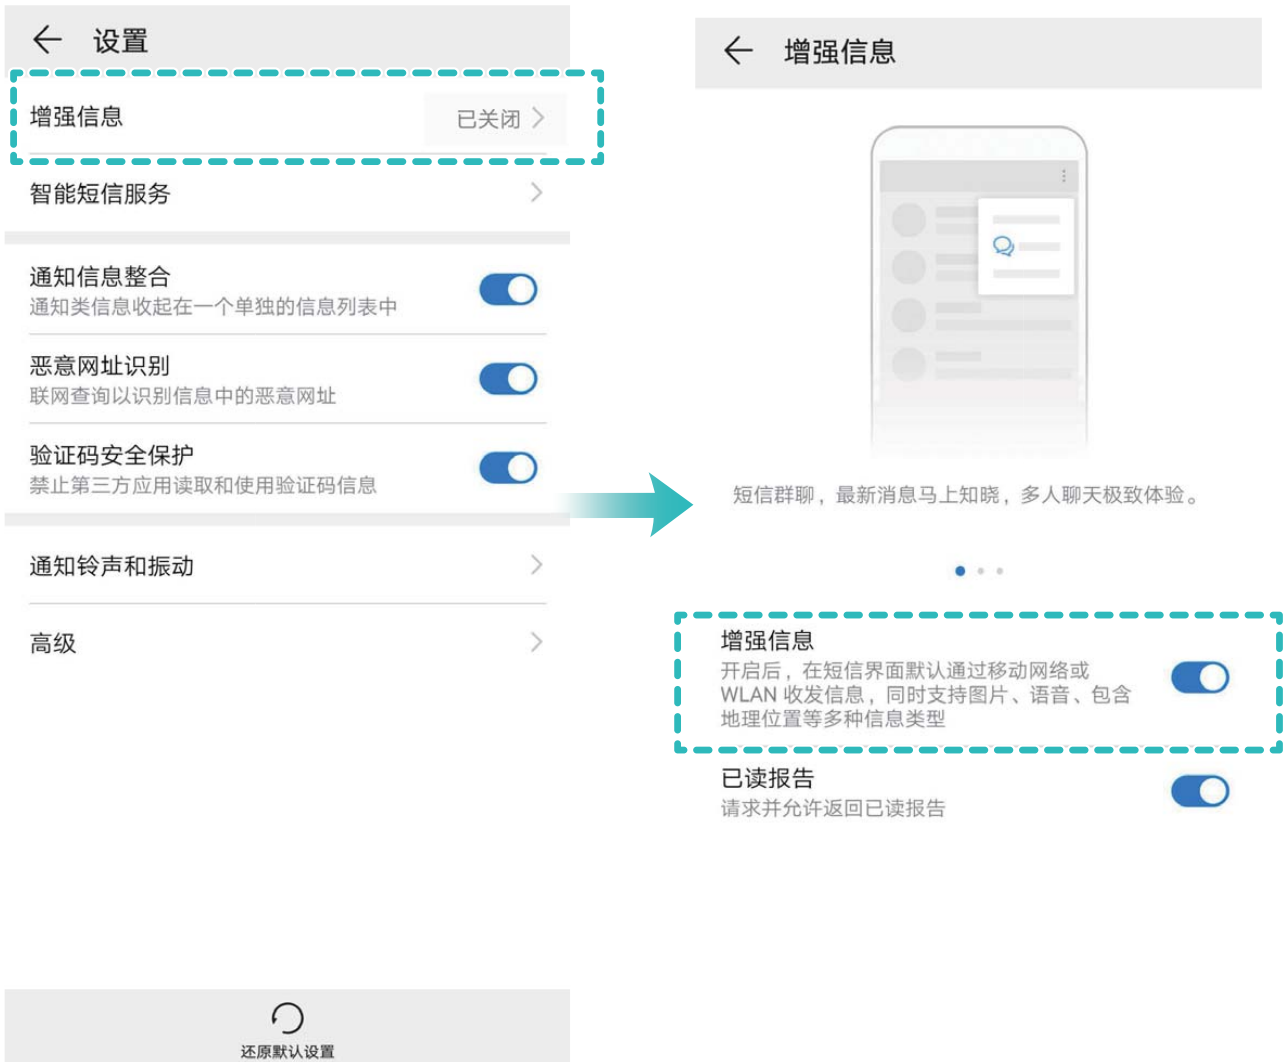 设置
增强信息
已关闭
智能短信服务
通知信息整合
通知类信息收起在一个单独的信息列表中
恶意网址识别
联网查询以识别信息中的恶意网址
验证码安全保护
禁止第三方应用读取和使用验证码信息
通知铃声和振动
高级
还原默认设置
增强信息
短信群聊，最新消息马上知晓，多人聊天极致体验。
增强信息
开启后，在短信界面默认通过移动网络或
WLAN 收发信息，同时支持图片、语音、包含
地理位置等多种信息类型
已读报告
请求并允许返回已读报告